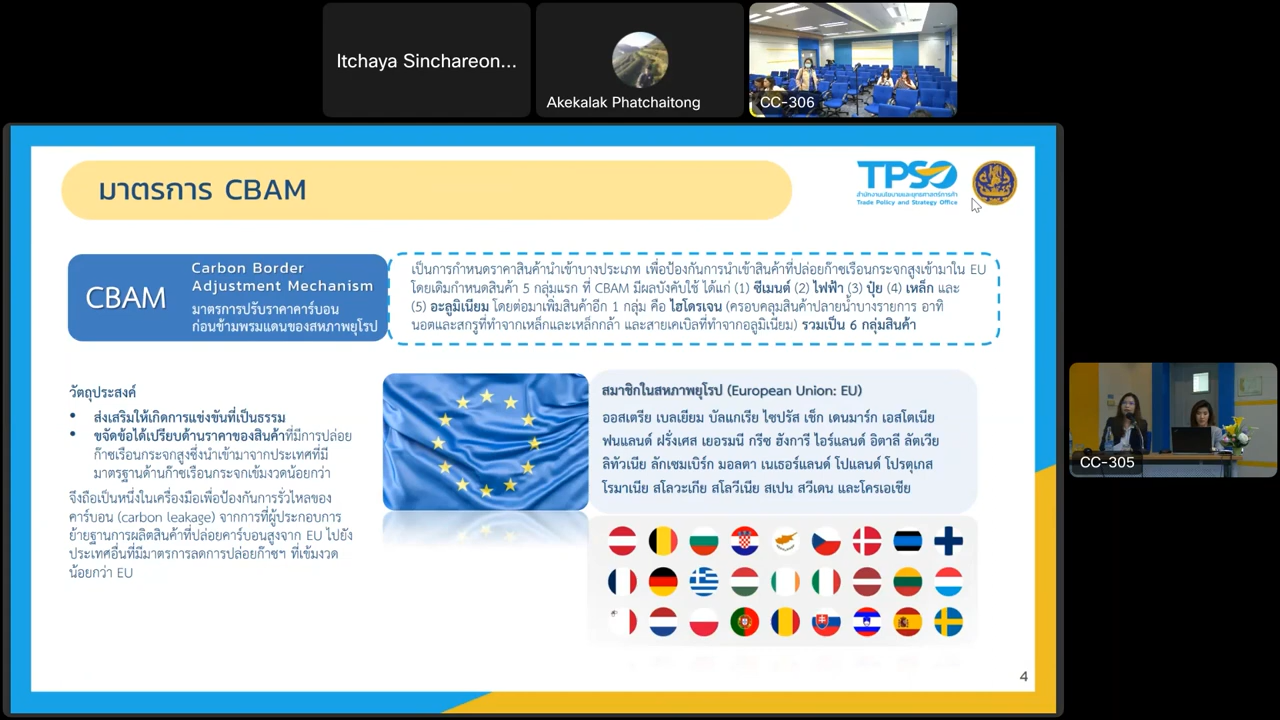 Itchaya Sinchareon...
Akekalak Phatchaitong
CC-306
มาตรการ CBAM
TPSO
สำนักงานนโยบายและยุทธศาสตร์การค้า
Trade Policy and Strategy Office
CBAM
Carbon Border
Adjustment Mechanism
มาตรการปรับราคาคาร์บอน
ก่อนข้ามพรมแดนของสหภาพยุโรป
เป็นการกำหนดราคาสินค้านำเข้าบางประเภท เพื่อป้องกันการนำเข้าสินค้าที่ปล่อยก๊าซเรือนกระจกสูงเข้ามาใน EU
โดยเดิมกำหนดสินค้า 5 กลุ่มแรก ที่ CBAM มีผลบังคับใช้ ได้แก่ (1) ซีเมนต์ (2) ไฟฟ้า (3) ปุ๋ย (4) เหล็ก และ
(5) อะลูมิเนียม โดยต่อมาเพิ่มสินค้าอีก 1 กลุ่ม คือ ไฮโดรเจน (ครอบคลุมสินค้าปลายน้ำบางรายการ อาทิ
นอตและสกรูที่ทำจากเหล็กและเหล็กกล้า และสายเคเบิลที่ทำจากอลูมิเนียม) รวมเป็น 6 กลุ่มสินค้า
วัตถุประสงค์
• ส่งเสริมให้เกิดการแข่งขันที่เป็นธรรม
• ขจัดข้อได้เปรียบด้านราคาของสินค้าที่มีการปล่อย
ก๊าซเรือนกระจกสูงซึ่งนำเข้ามาจากประเทศที่มี
มาตรฐานด้านก๊าซเรือนกระจกเข้มงวดน้อยกว่า
จึงถือเป็นหนึ่งในเครื่องมือเพื่อป้องกันการรั่วไหลของ
คาร์บอน (carbon leakage) จากการที่ผู้ประกอบการ
ย้ายฐานการผลิตสินค้าที่ปล่อยคาร์บอนสูงจาก EU ไปยัง
ประเทศอื่นที่มีมาตรการลดการปล่อยก๊าซฯ ที่เข้มงวด
น้อยกว่า EU
สมาชิกในสหภาพยุโรป (European Union: EU)
ออสเตรีย เบลเยียม บัลแกเรีย ไซปรัส เช็ก เดนมาร์ก เอสโตเนีย
ฟนแลนด์ ฝรั่งเศส เยอรมนี กรีซ ฮังการี ไอร์แลนด์ อิตาลี ลัตเวีย
ลิทัวเนีย ลักเซมเบิร์ก มอลตา เนเธอร์แลนด์ โปแลนด์ โปรตุเกส
โรมาเนีย สโลวะเกีย สโลวีเนีย สเปน สวีเดน และโครเอเชีย
CC-305
4